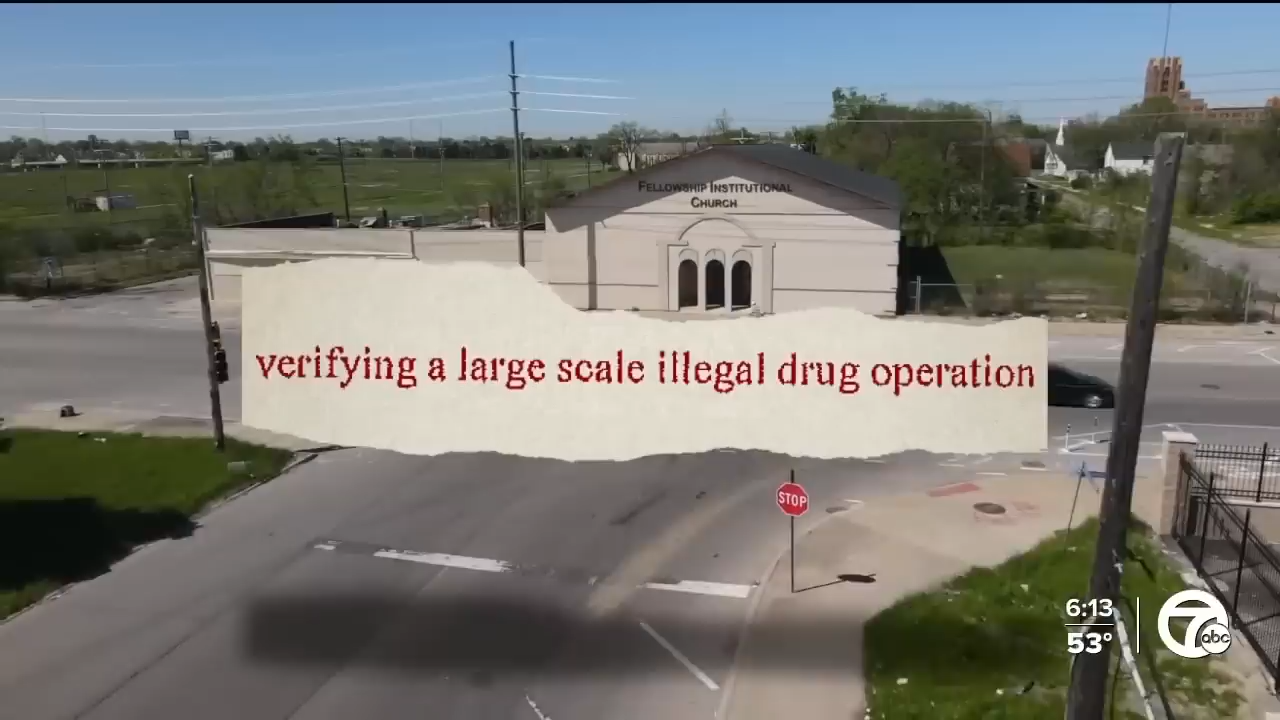 FELLOWSHIP INSTITUTIONAL
CHURCH
verifying a large scale illegal drug operation
STOP
6:13
53°
7 abc